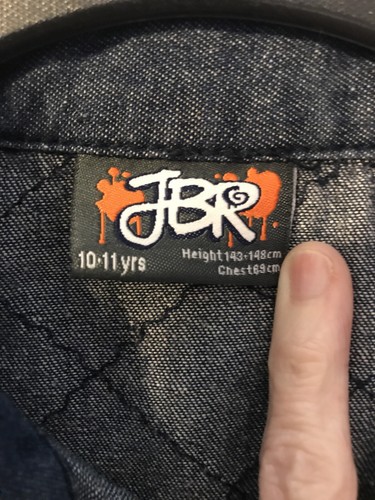 JBR
10-11 yrs
Height 143-148cm
Chest 69cm